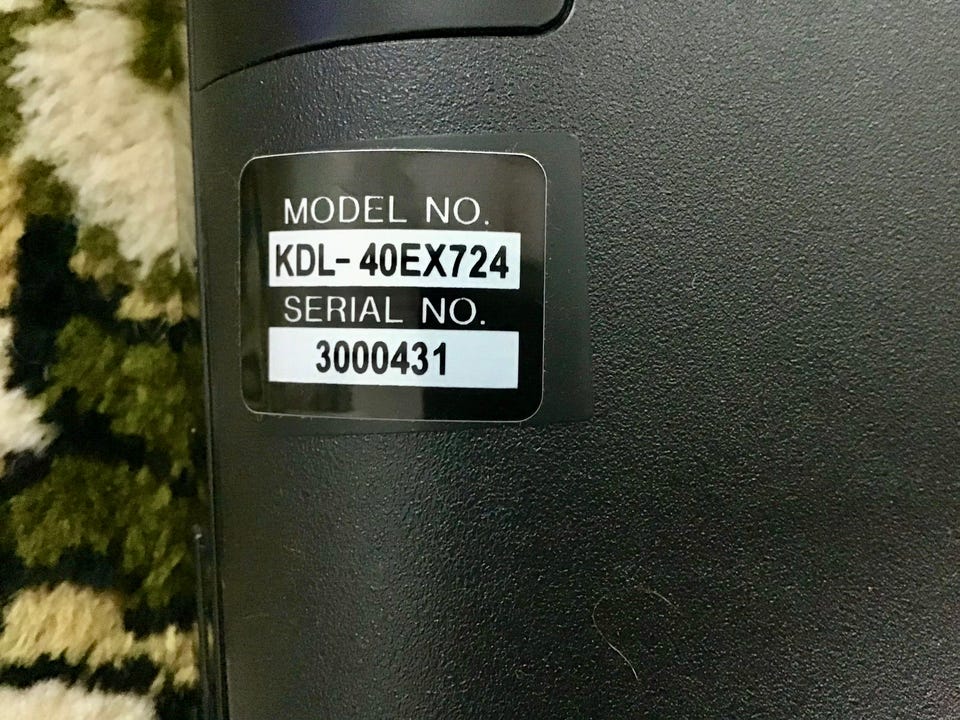 MODEL NO.
KDL-40EX724
SERIAL NO.
3000431